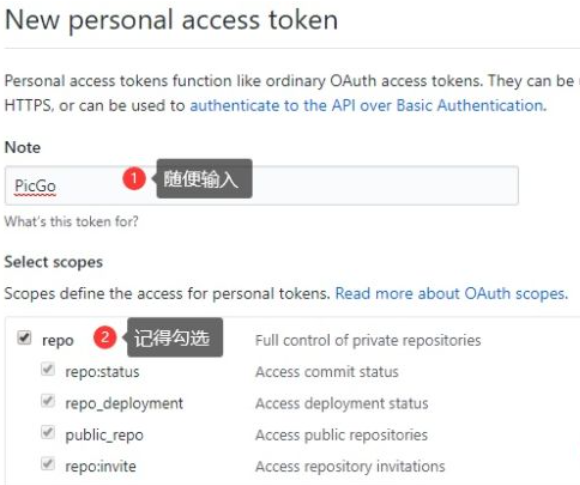 New personal access token
Personal access tokens function like ordinary OAuth access tokens. They can be
HTTPS, or can be used to authenticate to the API over Basic Authentication.
Note
PicGo 1 随便输入
What's this token for?
Select scopes
Scopes define the access for personal tokens. Read more about OAuth scopes.
repo 2 记得勾选 Full control of private repositories
repo:status Access commit status
repo_deployment Access deployment status
public_repo Access public repositories
repo:invite Access repository invitations